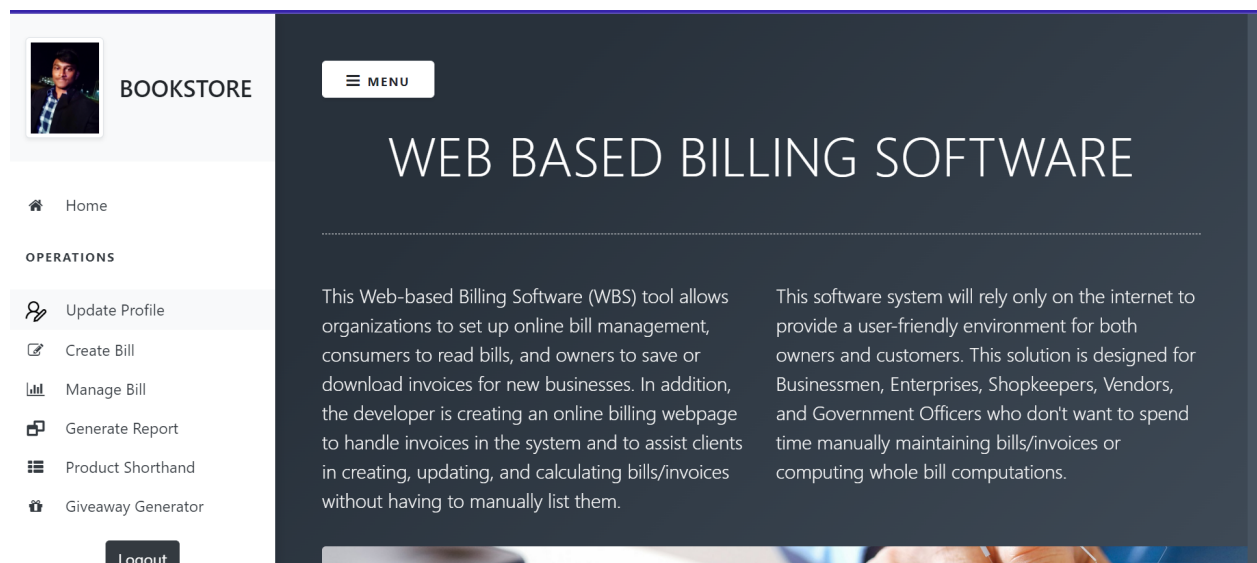 BOOKSTORE
Home
OPERATIONS
Update Profile
Create Bill
Manage Bill
Generate Report
Product Shorthand
Giveaway Generator
Logout
MENU
WEB BASED BILLING SOFTWARE
This Web-based Billing Software (WBS) tool allows
organizations to set up online bill management,
consumers to read bills, and owners to save or
download invoices for new businesses. In addition,
the developer is creating an online billing webpage
to handle invoices in the system and to assist clients
in creating, updating, and calculating bills/invoices
without having to manually list them.
This software system will rely only on the internet to
provide a user-friendly environment for both
owners and customers. This solution is designed for
Businessmen, Enterprises, Shopkeepers, Vendors,
and Government Officers who don't want to spend
time manually maintaining bills/invoices or
computing whole bill computations.